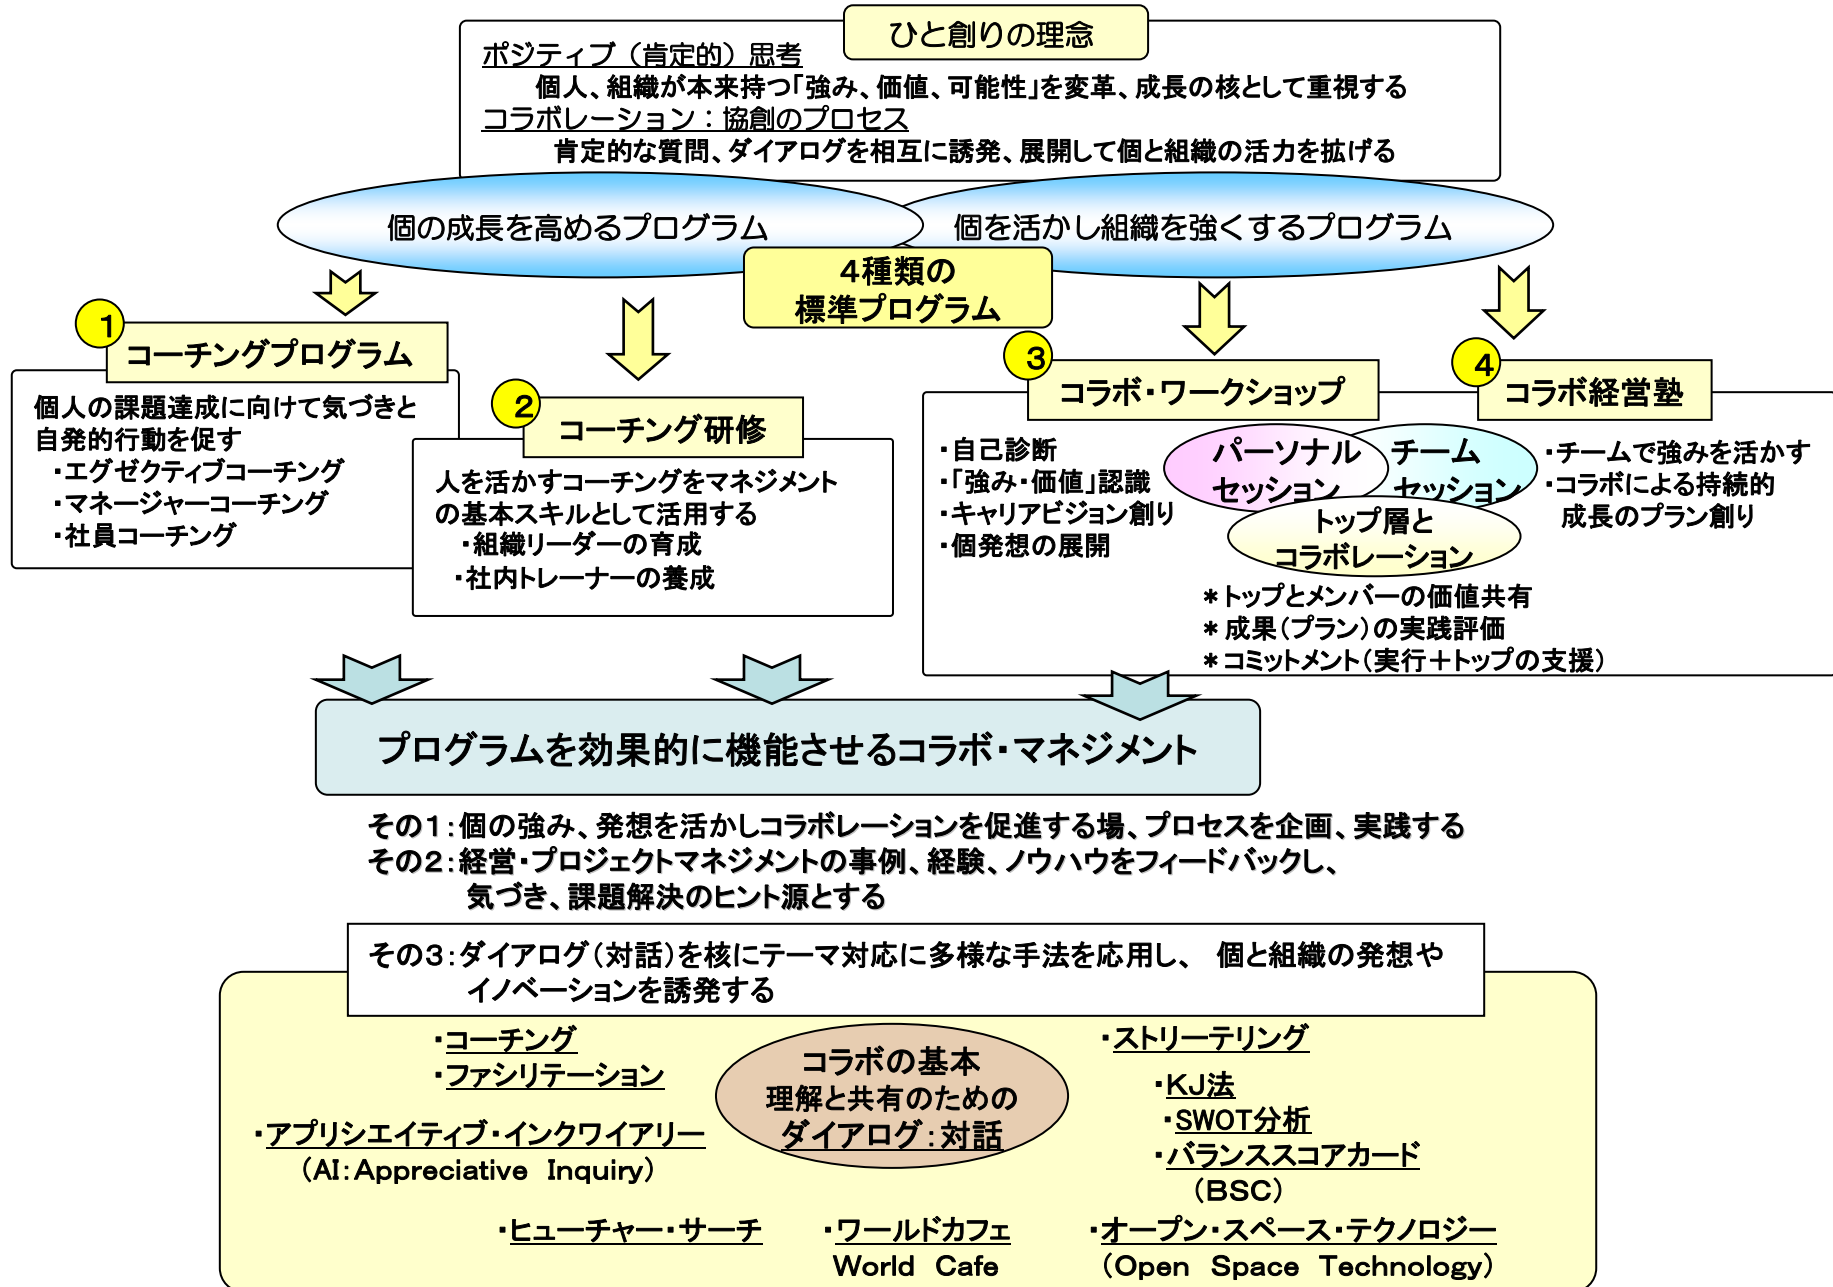 ひと創りの理念
ポジティブ（肯定的）思考
個人、組織が本来持つ「強み、価値、可能性」を変革、成長の核として重視する
コラボレーション：協創のプロセス
肯定的な質問、ダイアログを相互に誘発、展開して個と組織の活力を拡げる
個の成長を高めるプログラム
個を活かし組織を強くするプログラム
４種類の
標準プログラム
１
コーチングプログラム
個人の課題達成に向けて気づきと
自発的行動を促す
・エグゼクティブコーチング
・マネージャーコーチング
・社員コーチング
２
コーチング研修
人を活かすコーチングをマネジメント
の基本スキルとして活用する
・組織リーダーの育成
・社内トレーナーの養成
３
コラボ・ワークショップ
・自己診断
・「強み・価値」認識
・キャリアビジョン創り
・個発想の展開
パーソナル
セッション
チーム
セッション
トップ層と
コラボレーション
４
コラボ経営塾
・チームで強みを活かす
・コラボによる持続的
成長のプラン創り
＊トップとメンバーの価値共有
＊成果（プラン）の実践評価
＊コミットメント（実行＋トップの支援）
プログラムを効果的に機能させるコラボ・マネジメント
その１：個の強み、発想を活かしコラボレーションを促進する場、プロセスを企画、実践する
その２：経営・プロジェクトマネジメントの事例、経験、ノウハウをフィードバックし、
気づき、課題解決のヒント源とする
その３：ダイアログ（対話）を核にテーマ対応に多様な手法を応用し、 個と組織の発想や
イノベーションを誘発する
・コーチング
・ファシリテーション
・アプリシエイティブ・インクワイアリー
（AI：Appreciative Inquiry）
コラボの基本
理解と共有のための
ダイアログ：対話
・ストリーテリング
・KJ法
・SWOT分析
・バランススコアカード
（BSC）
・ヒューチャー・サーチ
・ワールドカフェ
World Cafe
・オープン・スペース・テクノロジー
（Open Space Technology）